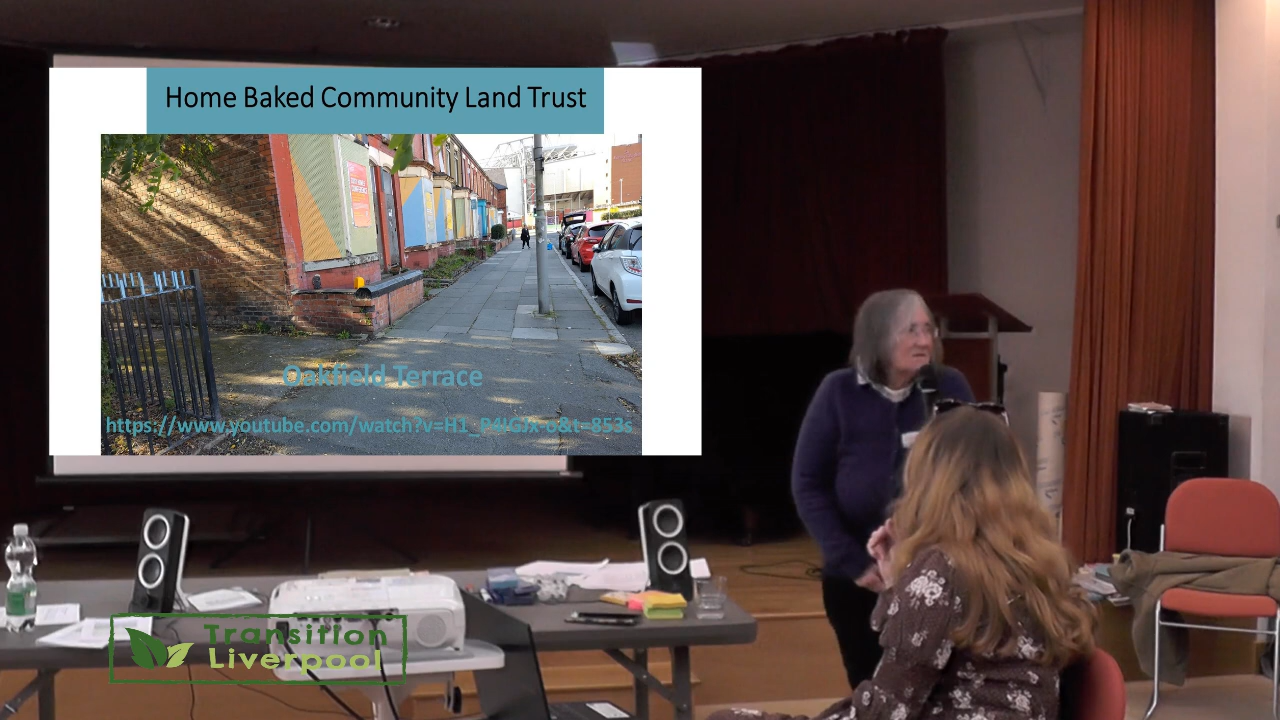 Home Baked Community Land Trust
Oakfield Terrace
Transition
Liverpool